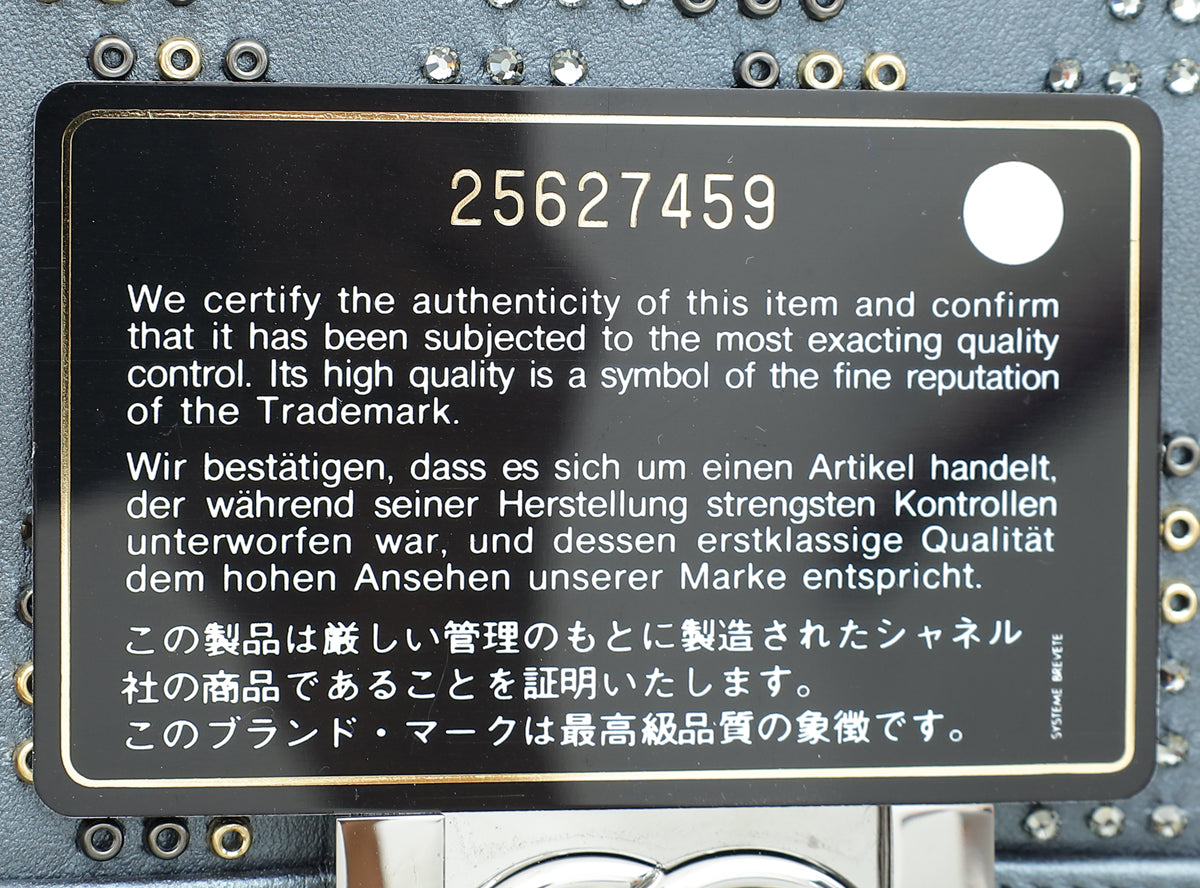 25627459
We certify the authenticity of this item and confirm
that it has been subjected to the most exacting quality
control. Its high quality is a symbol of the fine reputation
of the Trademark.
Wir bestätigen, dass es sich um einen Artikel handelt,
der während seiner Herstellung strengsten Kontrollen
unterworfen war, und dessen erstklassige Qualität
dem hohen Ansehen unserer Marke entspricht.
この製品は厳しい管理のもとに製造されたシャネル
社の商品であることを証明いたします。
このブランド・マークは最高級品質の象徴です。
SYSTEME BREVETE